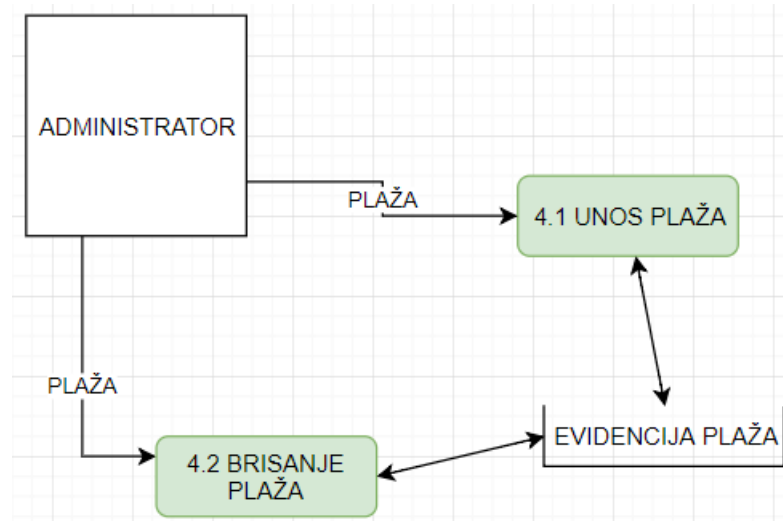 ADMINISTRATOR
PLAŽA
4.1 UNOS PLAŽA
PLAŽA
EVIDENCIJA PLAŽA
4.2 BRISANJE
PLAŽA